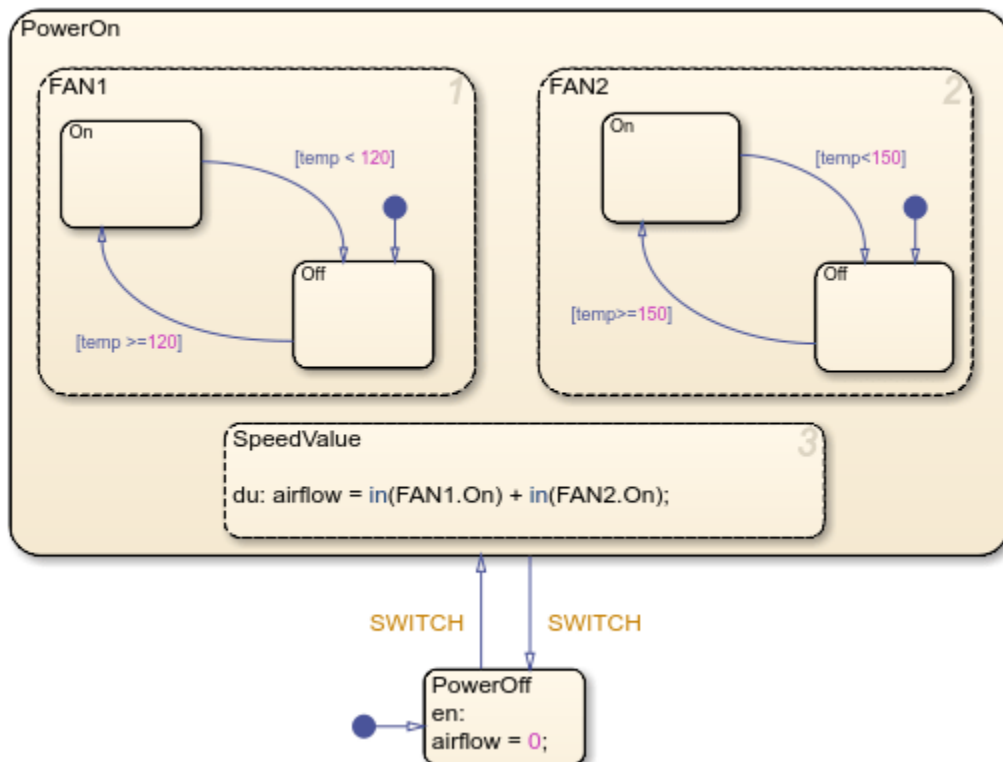 PowerOn
FAN1
1
On
[temp < 120]
Off
[temp >=120]
FAN2
2
On
[temp<150]
Off
[temp>=150]
SpeedValue
3
du: airflow = in(FAN1.On) + in(FAN2.On);
SWITCH
SWITCH
PowerOff
en:
airflow = 0;